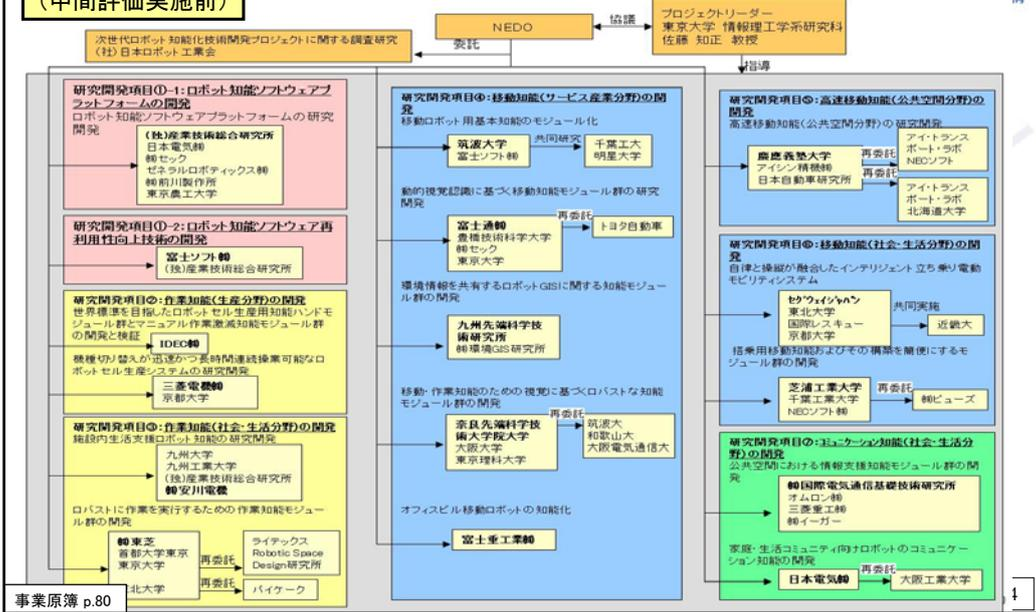 (中間評価実施前)
NEDO
協議
プロジェクトリーダー
東京大学 情報理工学系研究科
佐藤 知正 教授
次世代ロボット知能化技術開発プロジェクトに関する調査研究
(社)日本ロボット工業会
委託
指導
研究開発項目①-1:ロボット知能ソフトウェアプ
ラットフォームの開発
ロボット知能ソフトウェアプラットフォームの研究
開発
(独)産業技術総合研究所
日本電気㈱
㈱セック
ゼネラルロボティックス㈱
㈱前川製作所
東京農工大学
研究開発項目①-2:ロボット知能ソフトウェア再
利用性向上技術の開発
富士ソフト㈱
(独)産業技術総合研究所
研究開発項目②:作業知能(生産分野)の開発
世界標準を目指したロボットセル生産用知能ハンドモ
ジュール群とマニュアル作業激減知能モジュール群
の開発と検証
IDEC㈱
機種切り替えが迅速かつ長時間連続操業可能なロ
ボットセル生産システムの研究開発
三菱電機㈱
京都大学
研究開発項目③:作業知能(社会・生活分野)の開発
施設内生活支援ロボット知能の研究開発
九州大学
九州工業大学
(独)産業技術総合研究所
㈱安川電機
ロバストに作業を実行するための作業知能モジュー
ル群の開発
㈱東芝
首都大学東京
東京大学
北大学
再委託
ライテックス
Robotic Space
Design研究所
再委託
パイケーク
研究開発項目④:移動知能(サービス産業分野)の開
発
移動ロボット用基本知能のモジュール化
筑波大学
富士ソフト㈱
共同研究
千葉工大
明星大学
動的視覚認識に基づく移動知能モジュール群の研究
開発
富士通㈱
豊橋技術科学大学
㈱セック
東京大学
再委託
トヨタ自動車
環境情報を共有するロボットGISに関する知能モジュー
ル群の開発
九州先端科学技
術研究所
㈱環境GIS研究所
移動・作業知能のための視覚に基づくロバストな知能
モジュール群の開発
奈良先端科学技
術大学院大学
大阪大学
東京理科大学
再委託
筑波大
和歌山大
大阪電気通信大
オフィスビル移動ロボットの知能化
富士重工業㈱
研究開発項目⑤:高速移動知能(公共空間分野)の
開発
高速移動知能(公共空間分野)の研究開発
慶應義塾大学
アイシン精機㈱
日本自動車研究所
再委託
アイ・トランス
ポート・ラボ
NECソフト
再委託
アイ・トランス
ポート・ラボ
北海道大学
研究開発項目⑥:移動知能(社会・生活分野)の開
発
自律と操縦が融合したインテリジェント立ち乗り電動
モビリティシステム
セグウェイジャパン
東北大学
国際レスキュー
京都大学
共同実施
近畿大
搭乗用移動知能およびその構築を簡便にするモ
ジュール群の開発
芝浦工業大学
千葉工業大学
NECソフト㈱
再委託
㈱ビューズ
研究開発項目⑦:コミュニケーション知能(社会・生活分
野)の開発
公共空間における情報支援知能モジュール群の開
発
㈱国際電気通信基礎技術研究所
オムロン㈱
三菱重工㈱
㈱イーガー
家庭・生活コミュニティ向けロボットのコミュニケー
ション知能の開発
日本電気㈱
再委託
大阪工業大学
事業原簿 p.80